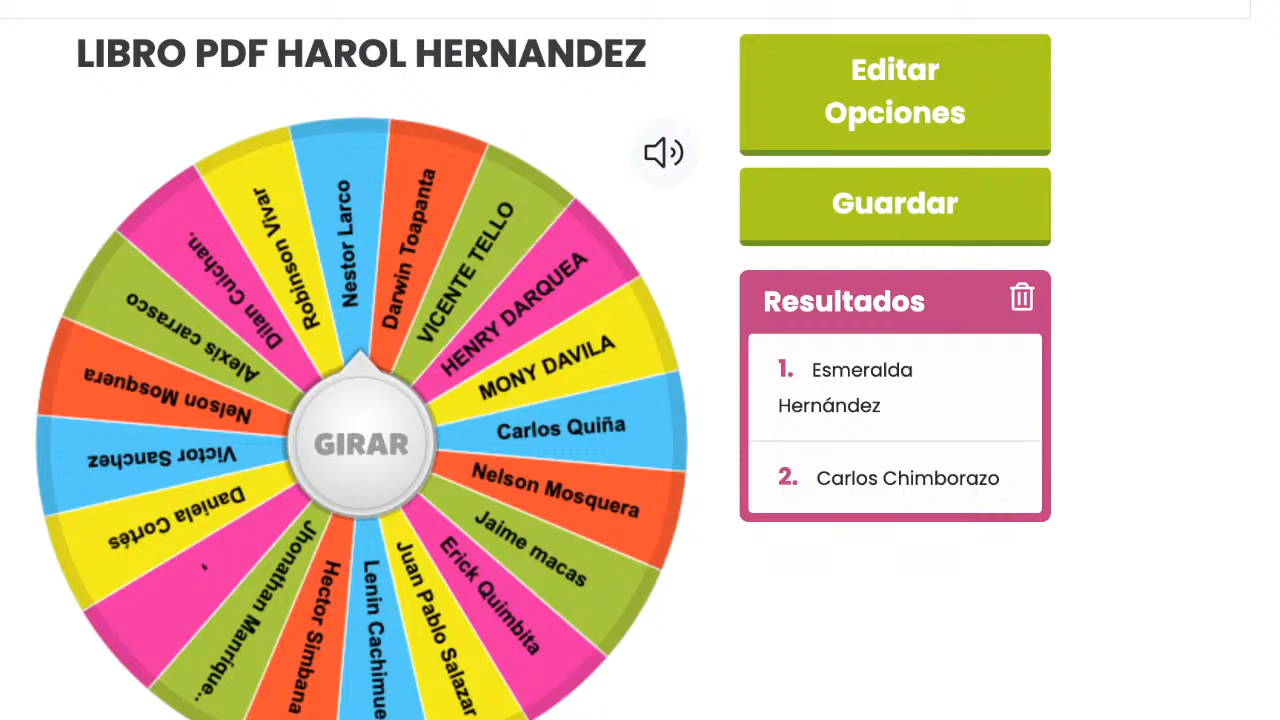 LIBRO PDF HAROL HERNANDEZ
Editar
Opciones
Guardar
Resultados
1. Esmeralda
Hernández
2. Carlos Chimborazo
GIRAR
Nestor Larco
Darwin Toapanta
VICENTE TELLO
HENRY DARQUEA
MONY DAVILA
Carlos Quiña
Nelson Mosquera
Jaime macas
Erick Quimbita
Juan Pablo Salazar
Lenin Cachimue
Hector Simbana
Jhonathan Manrique..
,
Daniela Cortés
Victor Sanchez
Nelson Mosquera
Alexis carrasco
Dilan Cuichan.
Robinson Vivar